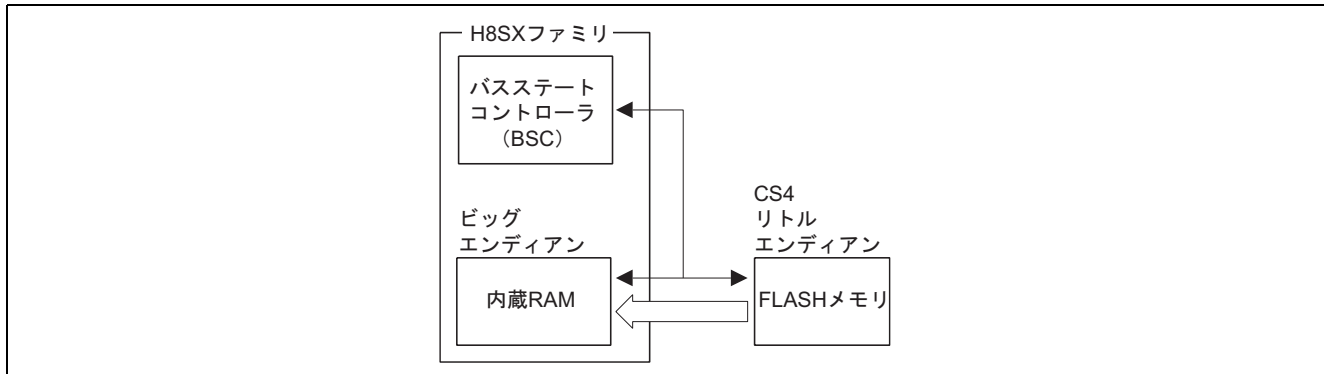 H8SXファミリ
バスステート
コントローラ
（BSC）
ビッグ
エンディアン
内蔵RAM
CS4
リトル
エンディアン
FLASHメモリ